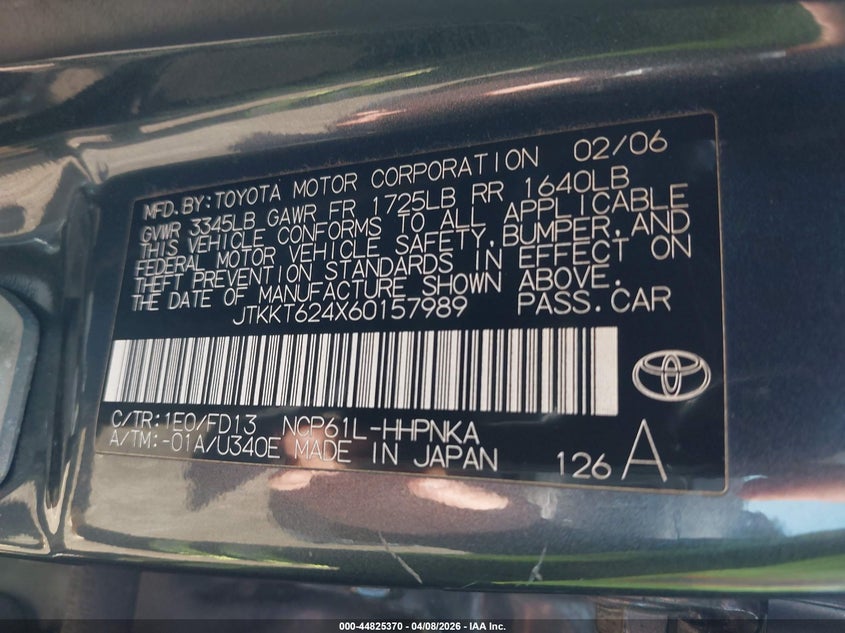 MFD.BY:TOYOTA MOTOR CORPORATION 02/06
GVWR 3345LB GAWR FR 1725LB RR 1640LB
THIS VEHICLE CONFORMS TO ALL APPLICABLE
FEDERAL MOTOR VEHICLE SAFETY,BUMPER,AND
THEFT PREVENTION STANDARDS IN EFFECT ON
THE DATE OF MANUFACTURE SHOWN ABOVE.
JTKKT624X60157989 PASS.CAR
C/TR:1E0/FD13 NCP61L-HHPNKA
A/TM:-01A/U340E MADE IN JAPAN 126 A
000-44825370 - 04/08/2026 - IAA Inc.